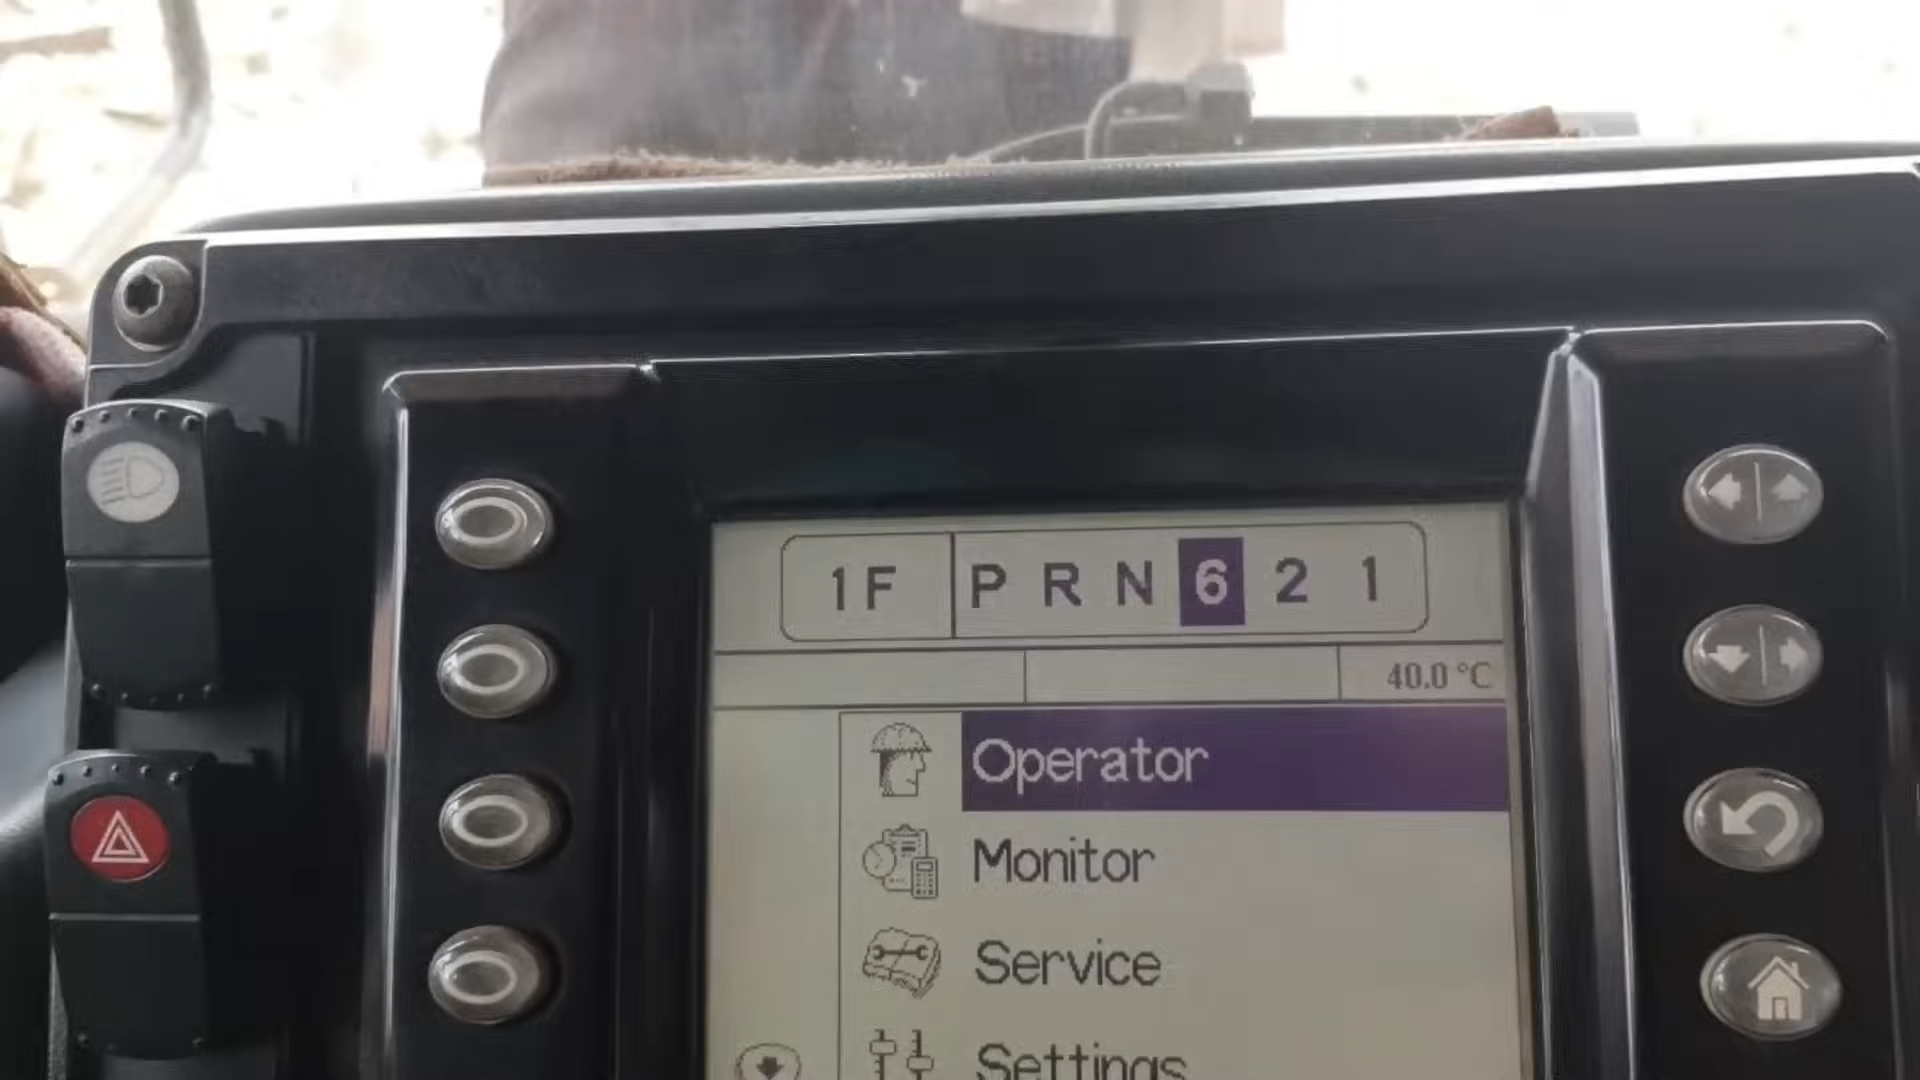 1F P R N 6 2 1
40.0 °C
Operator
Monitor
Service
Settings